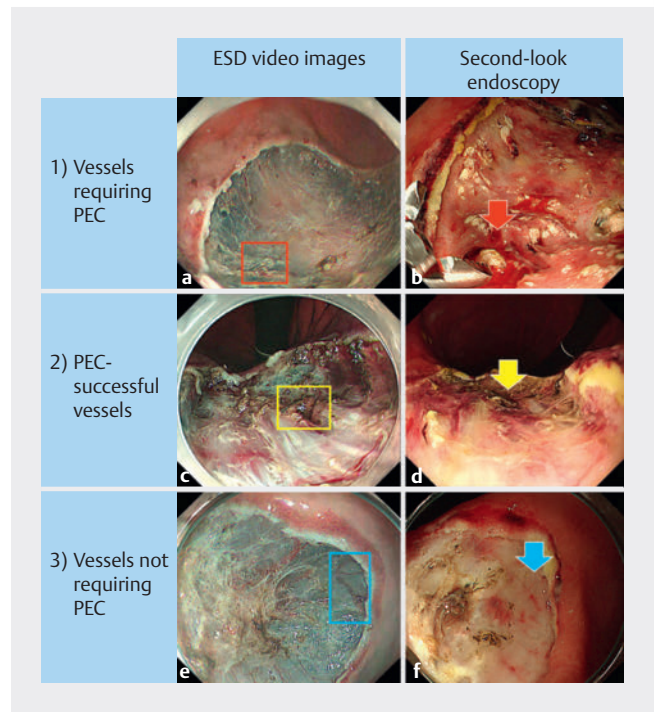 ESD video images
Second-look
endoscopy
1) Vessels
requiring
PEC
a
b
2) PEC-
successful
vessels
c
d
3) Vessels not
requiring
PEC
e
f